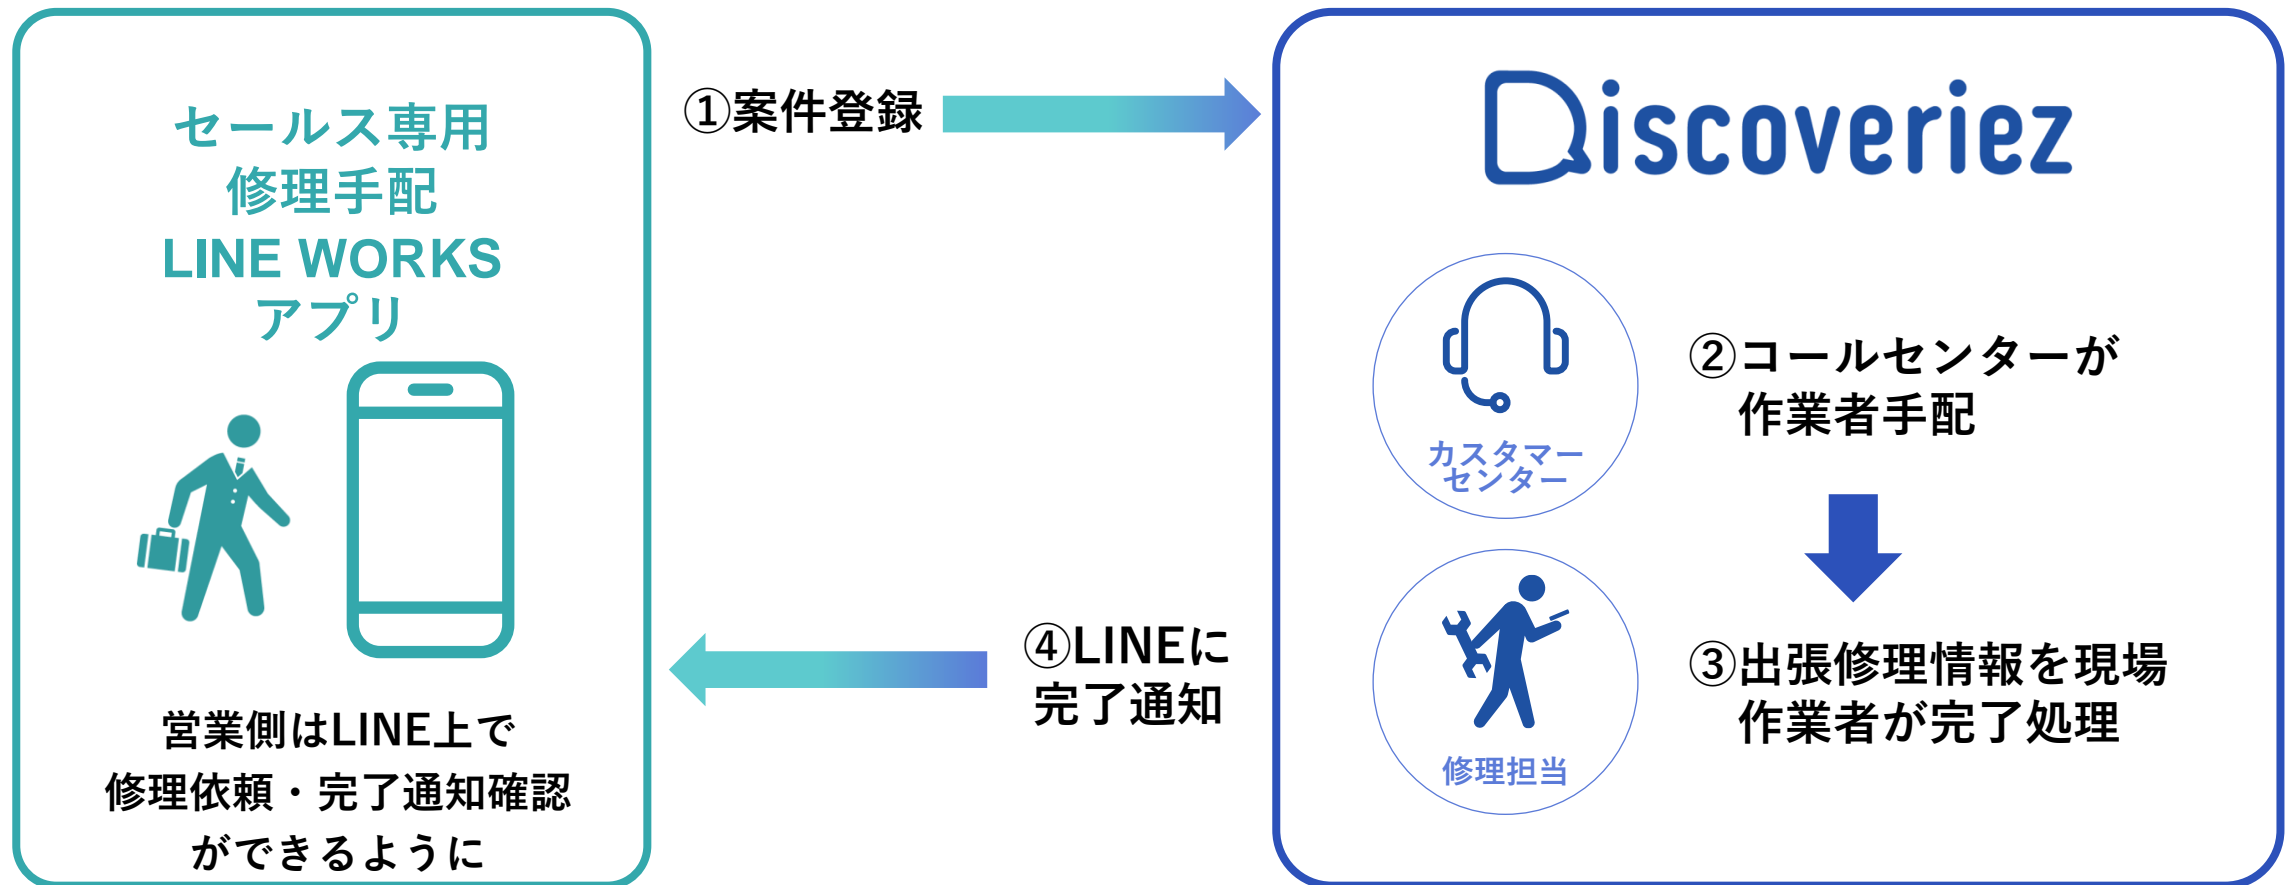 セールス専用
修理手配
LINE WORKS
アプリ
営業側はLINE上で
修理依頼・完了通知確認
ができるように
①案件登録
④LINEに
完了通知
Discoveriez
カスタマー
センター
②コールセンターが
作業者手配
修理担当
③出張修理情報を現場
作業者が完了処理